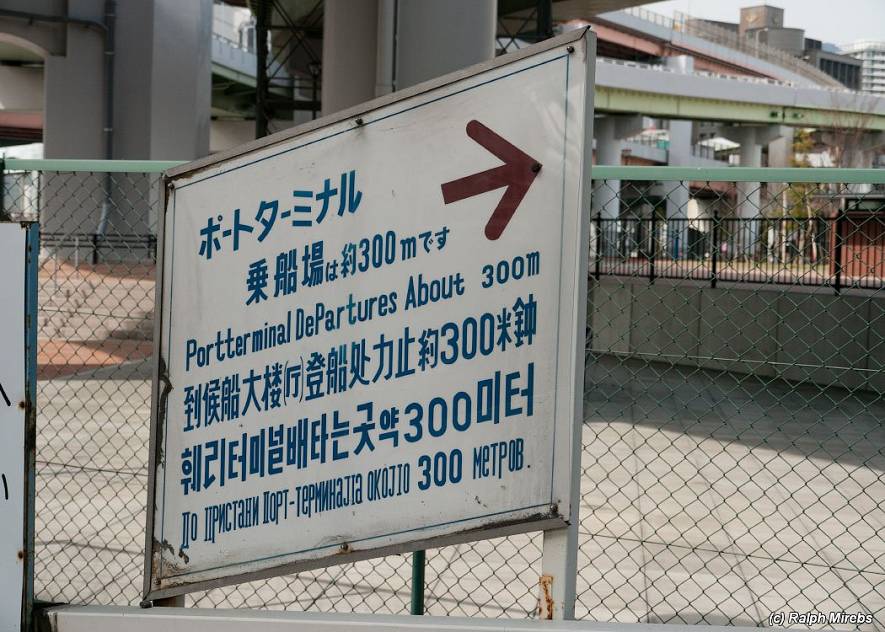 ポートターミナル
乗船場は約300mです
Portterminal DePartures About 300m
到候船大楼(行)登船处力止約300米鈡
훼리터미널배타는곳약300미터
До Пристани Порт-терминала около 300 метров.
(c) Ralph Mirebs